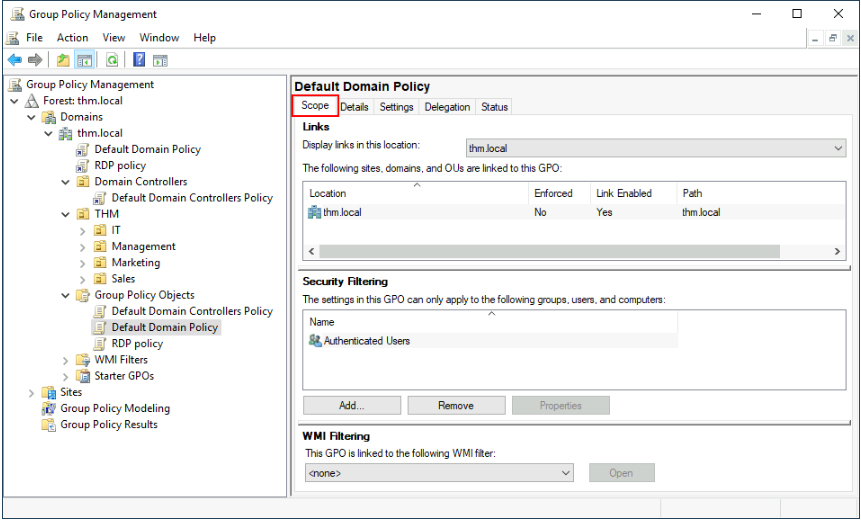 Group Policy Management
File Action View Window Help
Group Policy Management
Forest: thm.local
Domains
thm.local
Default Domain Policy
RDP policy
Domain Controllers
Default Domain Controllers Policy
THM
IT
Management
Marketing
Sales
Group Policy Objects
Default Domain Controllers Policy
Default Domain Policy
RDP policy
WMI Filters
Starter GPOs
Sites
Group Policy Modeling
Group Policy Results
Default Domain Policy
Scope Details Settings Delegation Status
Links
Display links in this location: thm.local
The following sites, domains, and OUs are linked to this GPO:
Location Enforced Link Enabled Path
thm.local No Yes thm.local
Security Filtering
The settings in this GPO can only apply to the following groups, users, and computers:
Name
Authenticated Users
Add... Remove Properties
WMI Filtering
This GPO is linked to the following WMI filter:
<none> Open